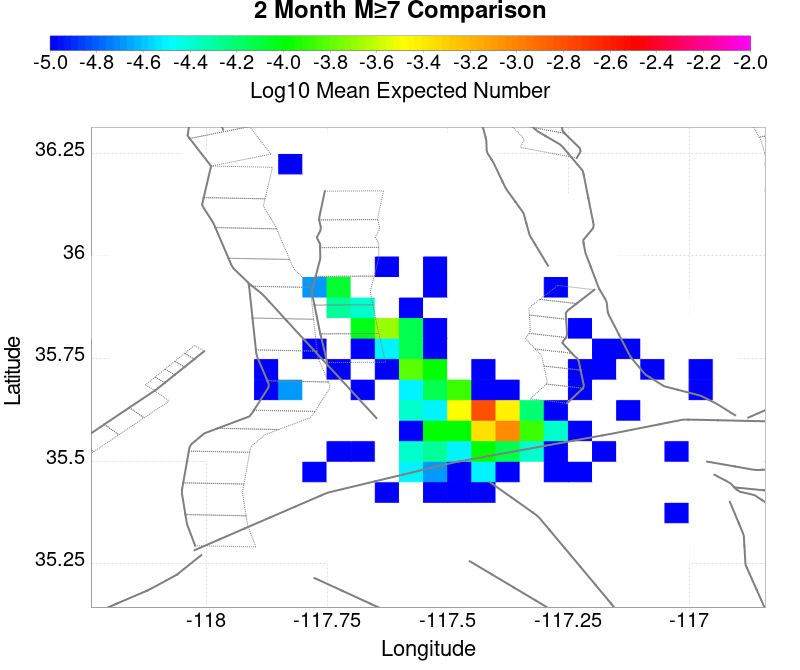 2 Month M≥7 Comparison
-5.0 -4.8 -4.6 -4.4 -4.2 -4.0 -3.8 -3.6 -3.4 -3.2 -3.0 -2.8 -2.6 -2.4 -2.2 -2.0
Log10 Mean Expected Number
36.25
36
35.75
35.5
35.25
Latitude
-118 -117.75 -117.5 -117.25 -117
Longitude